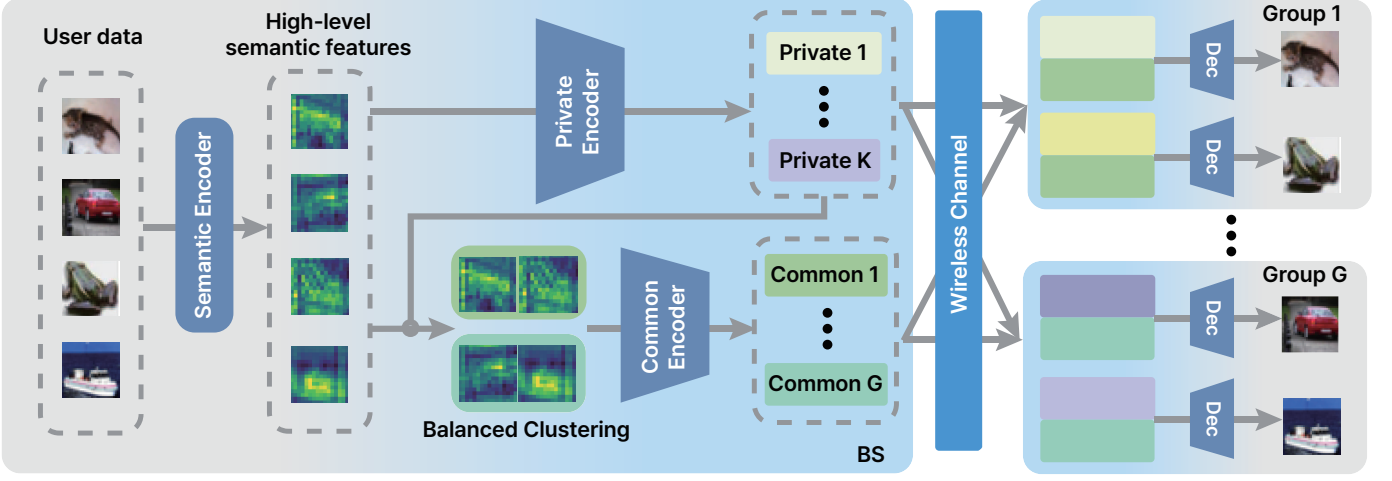 User data
High-level
semantic features
Semantic Encoder
Private
Encoder
Private 1
Private K
Balanced Clustering
Common
Encoder
Common 1
Common G
BS
Wireless Channel
Group 1
Dec
Dec
Group G
Dec
Dec